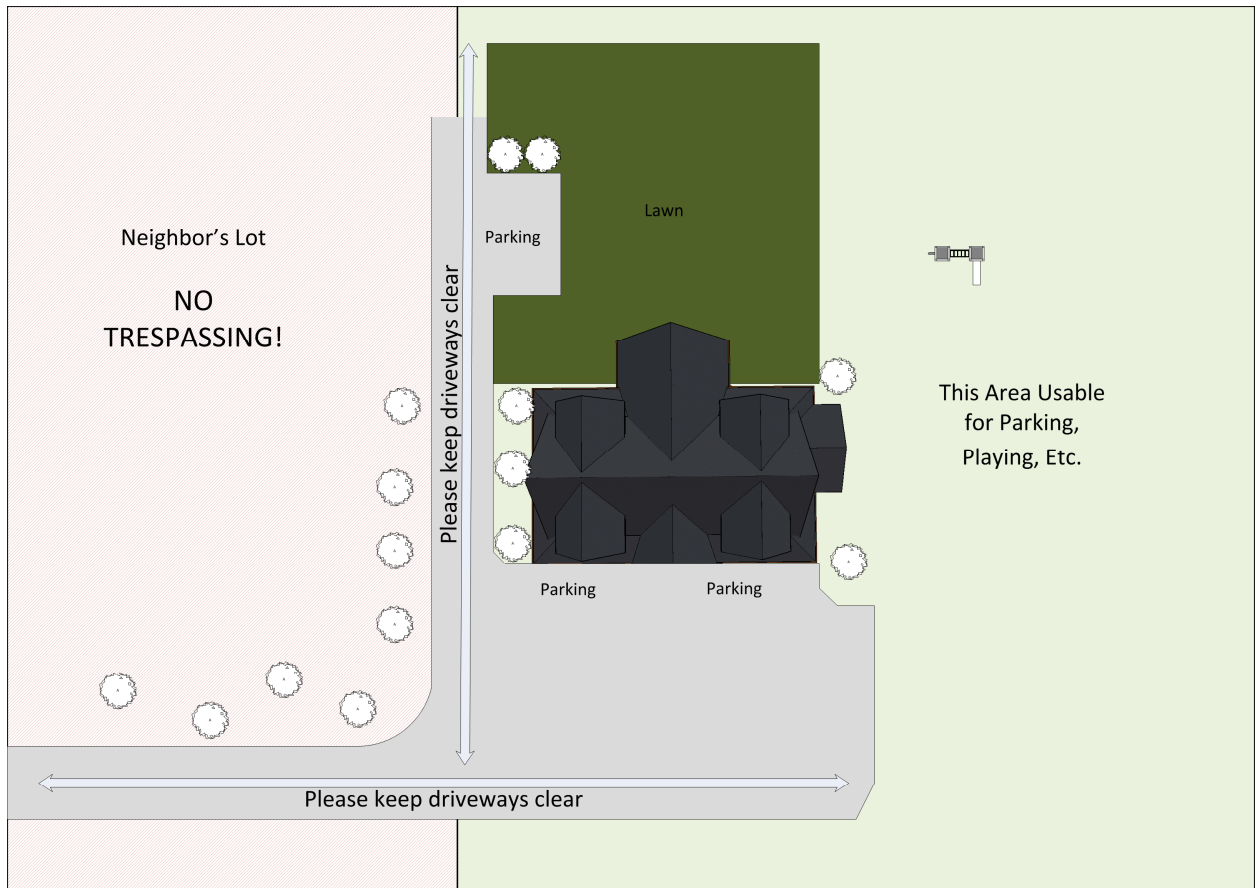 Neighbor’s Lot
NO
TRESPASSING!
Parking
Lawn
Please keep driveways clear
This Area Usable
for Parking,
Playing, Etc.
Parking
Parking
Please keep driveways clear